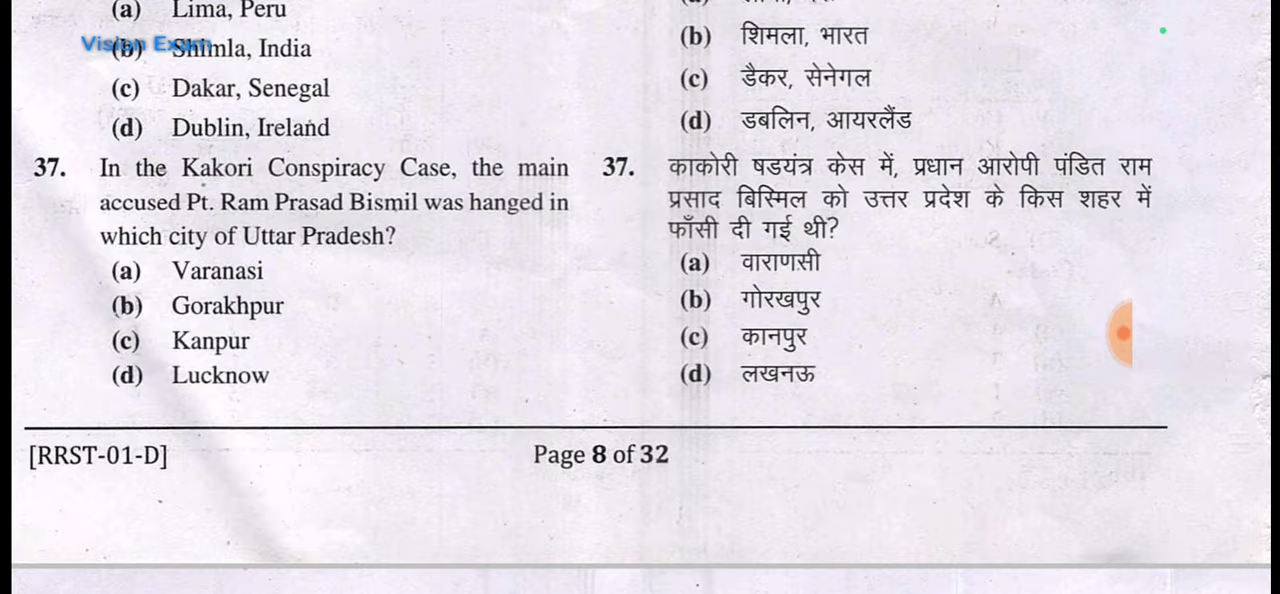 (a) Lima, Peru
Vision Exam
(b) Shimla, India
(c) Dakar, Senegal
(d) Dublin, Ireland
37. In the Kakori Conspiracy Case, the main
accused Pt. Ram Prasad Bismil was hanged in
which city of Uttar Pradesh?
(a) Varanasi
(b) Gorakhpur
(c) Kanpur
(d) Lucknow
(b) शिमला, भारत
(c) डैकर, सेनेगल
(d) डबलिन, आयरलैंड
37. काकोरी षडयंत्र केस में, प्रधान आरोपी पंडित राम
प्रसाद बिस्मिल को उत्तर प्रदेश के किस शहर में
फाँसी दी गई थी?
(a) वाराणसी
(b) गोरखपुर
(c) कानपुर
(d) लखनऊ
[RRST-01-D] Page 8 of 32